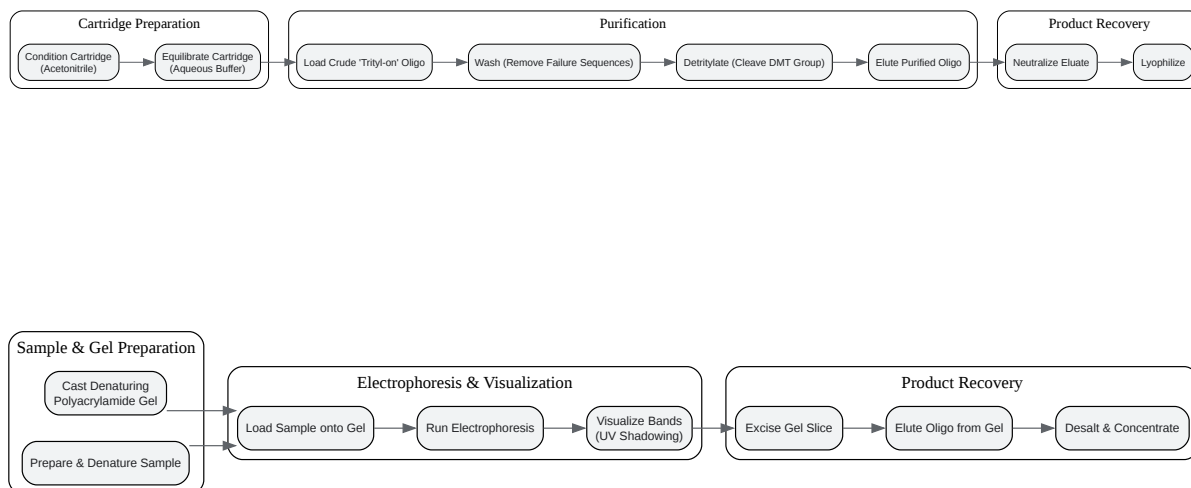 Cartridge Preparation
Condition Cartridge
(Acetonitrile)
Equilibrate Cartridge
(Aqueous Buffer)
Purification
Load Crude 'Trityl-on' Oligo
Wash (Remove Failure Sequences)
Detritylate (Cleave DMT Group)
Elute Purified Oligo
Product Recovery
Neutralize Eluate
Lyophilize
Sample & Gel Preparation
Cast Denaturing
Polyacrylamide Gel
Prepare & Denature Sample
Electrophoresis & Visualization
Load Sample onto Gel
Run Electrophoresis
Visualize Bands
(UV Shadowing)
Product Recovery
Excise Gel Slice
Elute Oligo from Gel
Desalt & Concentrate